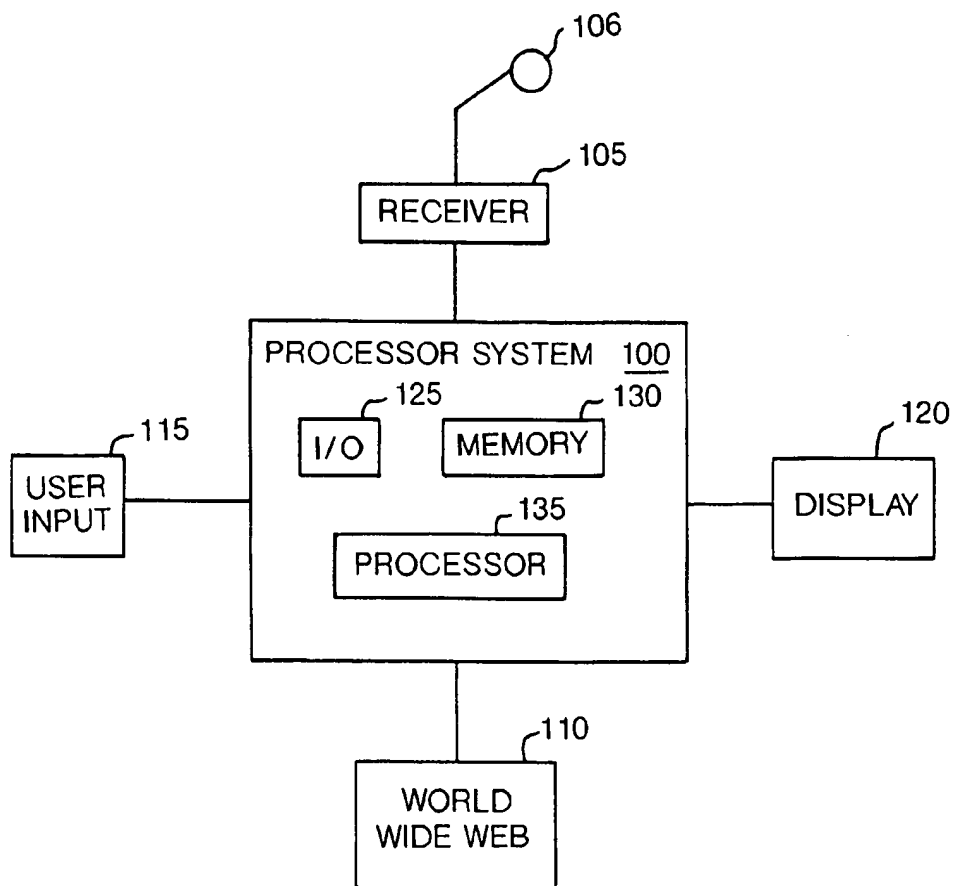 106
105
RECEIVER
PROCESSOR SYSTEM 100
125
130
I/O
MEMORY
115
USER
INPUT
120
DISPLAY
135
PROCESSOR
110
WORLD
WIDE WEB